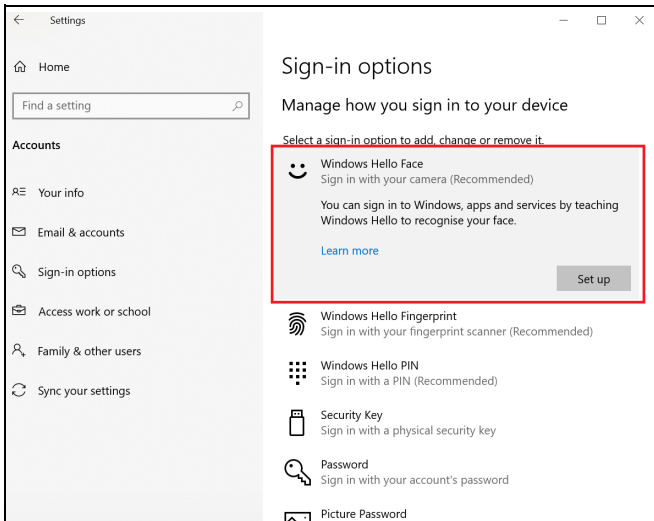 Settings
Home
Find a setting
Accounts
Your info
Email & accounts
Sign-in options
Access work or school
Family & other users
Sync your settings
Sign-in options
Manage how you sign in to your device
Select a sign-in option to add, change or remove it.
Windows Hello Face
Sign in with your camera (Recommended)
You can sign in to Windows, apps and services by teaching
Windows Hello to recognise your face.
Learn more
Set up
Windows Hello Fingerprint
Sign in with your fingerprint scanner (Recommended)
Windows Hello PIN
Sign in with a PIN (Recommended)
Security Key
Sign in with a physical security key
Password
Sign in with your account's password
Picture Password